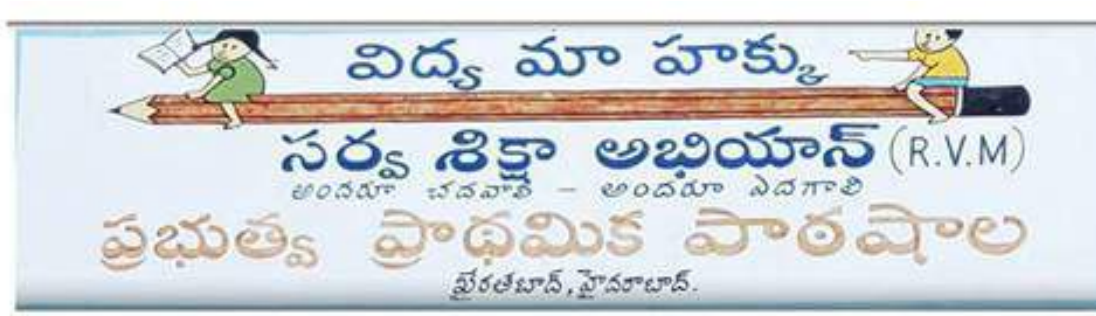 విద్య మా హక్కు
సర్వ శిక్షా అభియాన్ (R.V.M)
అందరూ చదవాలి - అందరూ ఎదగాలి
ప్రభుత్వ ప్రాథమిక పాఠషాల
ఖైరతాబాద్, హైదరాబాద్.